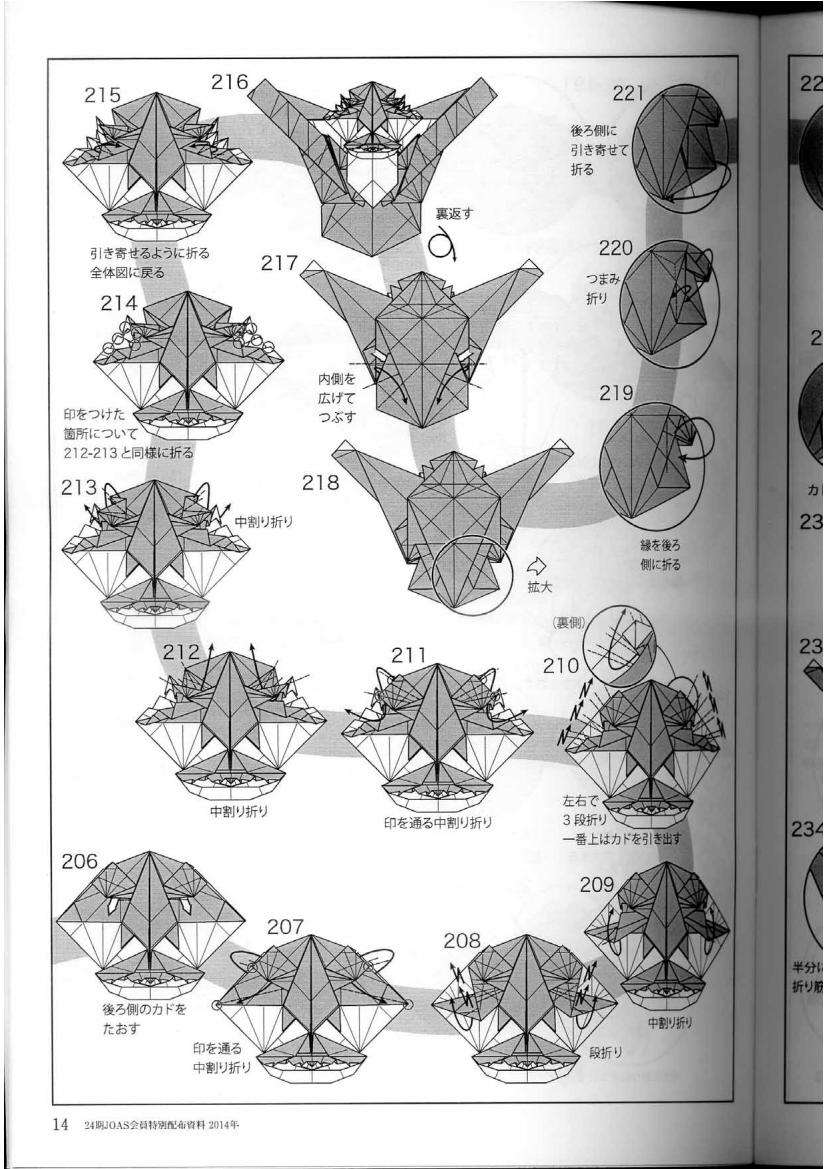 206
後ろ側のカドを
たおす
207
印を通る
中割り折り
208
段折り
209
中割り折り
210
(裏側)
左右で
3段折り
一番上はカドを引き出す
211
印を通る中割り折り
212
中割り折り
213
中割り折り
214
印をつけた
箇所について
212-213と同様に折る
215
引き寄せるように折る
全体図に戻る
216
裏返す
217
内側を
広げて
つぶす
218
拡大
219
縁を後ろ
側に折る
220
つまみ
折り
221
後ろ側に
引き寄せて
折る
14 24期JOAS会員特別配布資料 2014年
22
2
カド
23
23
234
半分に
折り筋